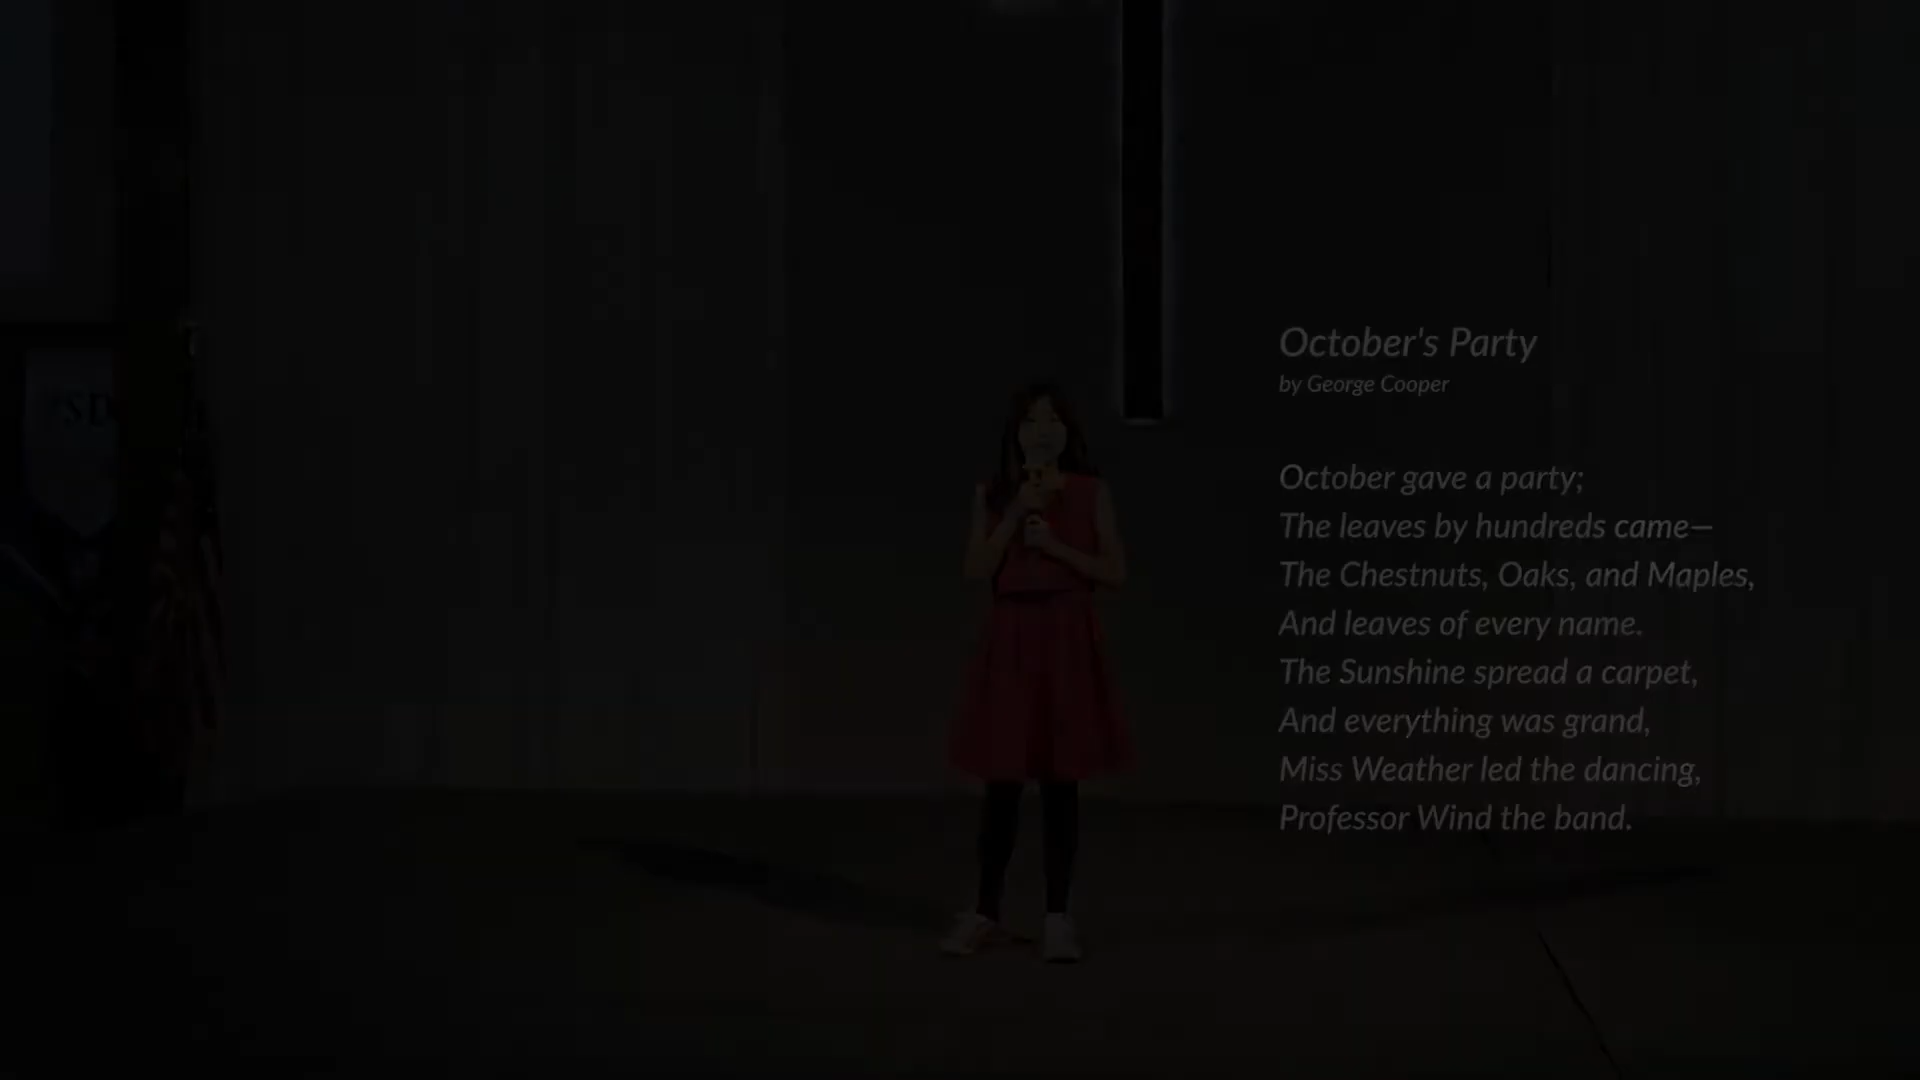 SD
October's Party
by George Cooper
October gave a party;
The leaves by hundreds came—
The Chestnuts, Oaks, and Maples,
And leaves of every name.
The Sunshine spread a carpet,
And everything was grand,
Miss Weather led the dancing,
Professor Wind the band.